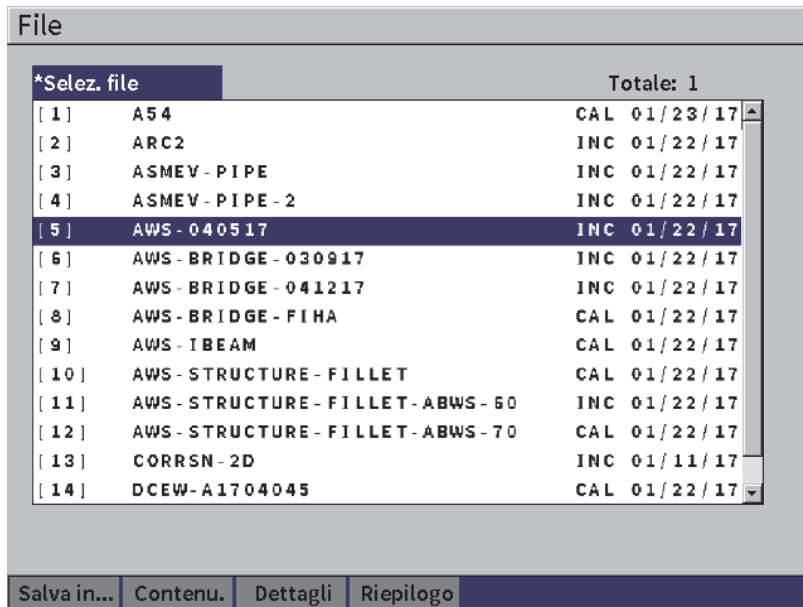 File
*Selez. file Totale: 1
[1] A54 CAL 01/23/17
[2] ARC2 INC 01/22/17
[3] ASMEV-PIPE INC 01/22/17
[4] ASMEV-PIPE-2 INC 01/22/17
[5] AWS-040517 INC 01/22/17
[6] AWS-BRIDGE-030917 INC 01/22/17
[7] AWS-BRIDGE-041217 INC 01/22/17
[8] AWS-BRIDGE-FIHA CAL 01/22/17
[9] AWS-IBEAM CAL 01/22/17
[10] AWS-STRUCTURE-FILLET CAL 01/22/17
[11] AWS-STRUCTURE-FILLET-ABWS-60 INC 01/22/17
[12] AWS-STRUCTURE-FILLET-ABWS-70 CAL 01/22/17
[13] CORRSN-2D INC 01/11/17
[14] DCEW-A1704045 CAL 01/22/17
Salva in... Contenu. Dettagli Riepilogo